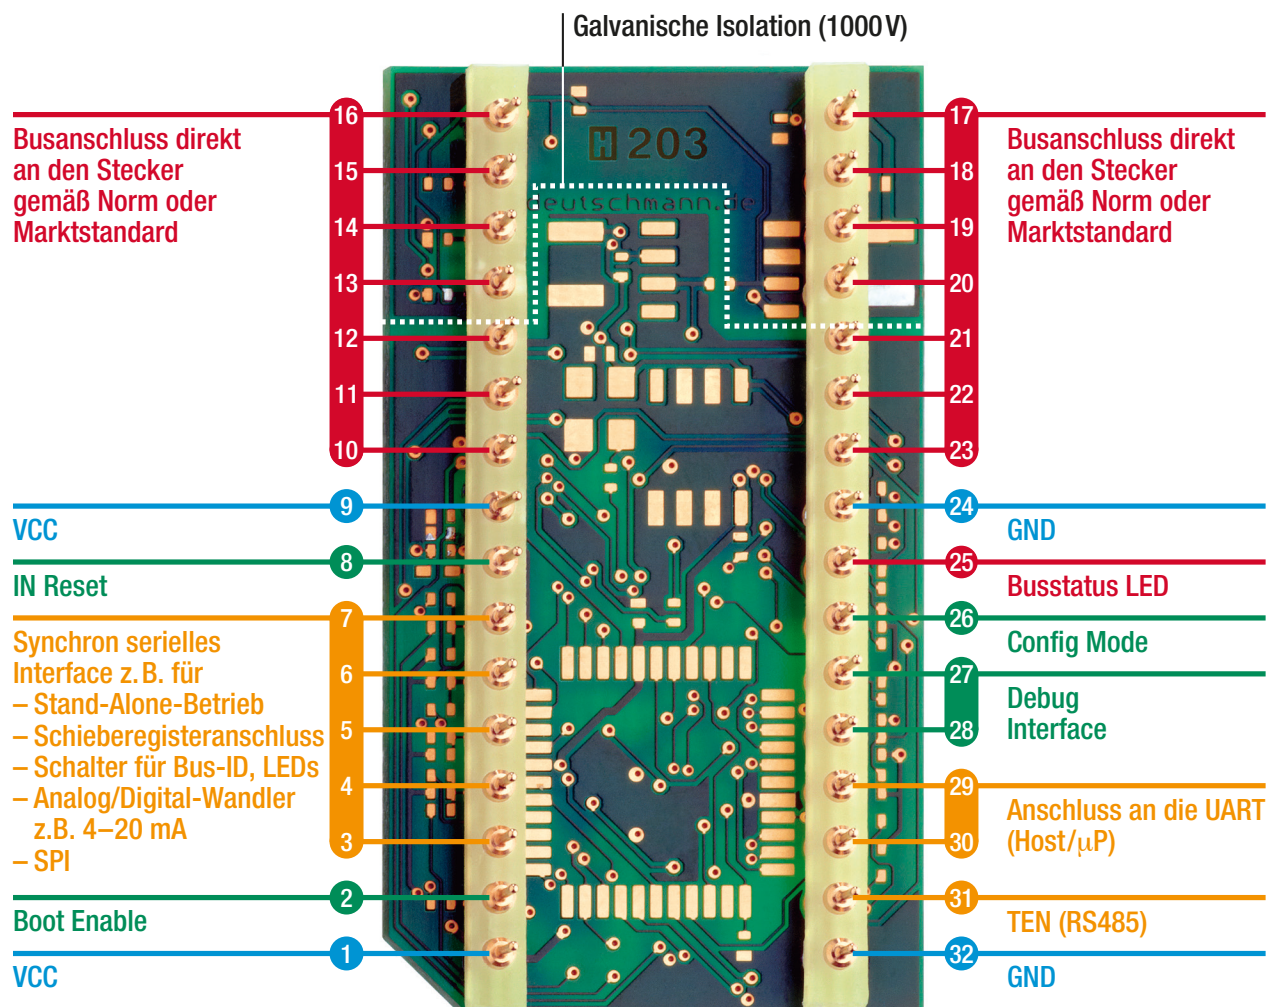 Galvanische Isolation (1000 V)
16
Busanschluss direkt
an den Stecker
gemäß Norm oder
Marktstandard
15
14
13
12
11
10
9
VCC
8
IN Reset
7
Synchron serielles
Interface z. B. für
– Stand-Alone-Betrieb
– Schieberegisteranschluss
– Schalter für Bus-ID, LEDs
– Analog/Digital-Wandler
z.B. 4–20 mA
– SPI
6
5
4
3
2
Boot Enable
1
VCC
203
deutschmann.de
17
Busanschluss direkt
an den Stecker
gemäß Norm oder
Marktstandard
18
19
20
21
22
23
24
GND
25
Busstatus LED
26
Config Mode
27
Debug
Interface
28
29
Anschluss an die UART
(Host/µP)
30
31
TEN (RS485)
32
GND